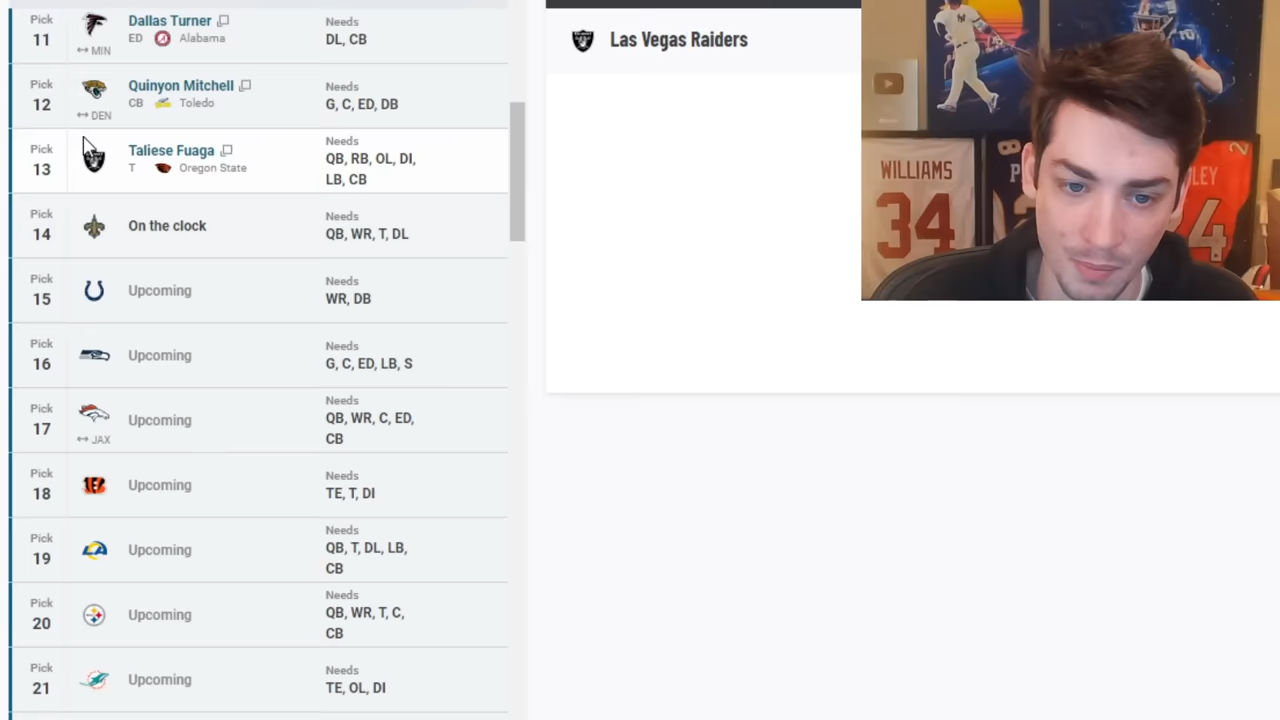 Pick
11
Dallas Turner
ED Alabama
↔ MIN
Needs
DL, CB
Pick
12
Quinyon Mitchell
CB Toledo
↔ DEN
Needs
G, C, ED, DB
Pick
13
Taliese Fuaga
T Oregon State
Needs
QB, RB, OL, DI,
LB, CB
Pick
14
On the clock
Needs
QB, WR, T, DL
Pick
15
Upcoming
Needs
WR, DB
Pick
16
Upcoming
Needs
G, C, ED, LB, S
Pick
17
Upcoming
↔ JAX
Needs
QB, WR, C, ED,
CB
Pick
18
Upcoming
Needs
TE, T, DI
Pick
19
Upcoming
Needs
QB, T, DL, LB,
CB
Pick
20
Upcoming
Needs
QB, WR, T, C,
CB
Pick
21
Upcoming
Needs
TE, OL, DI
Las Vegas Raiders
WILLIAMS
34